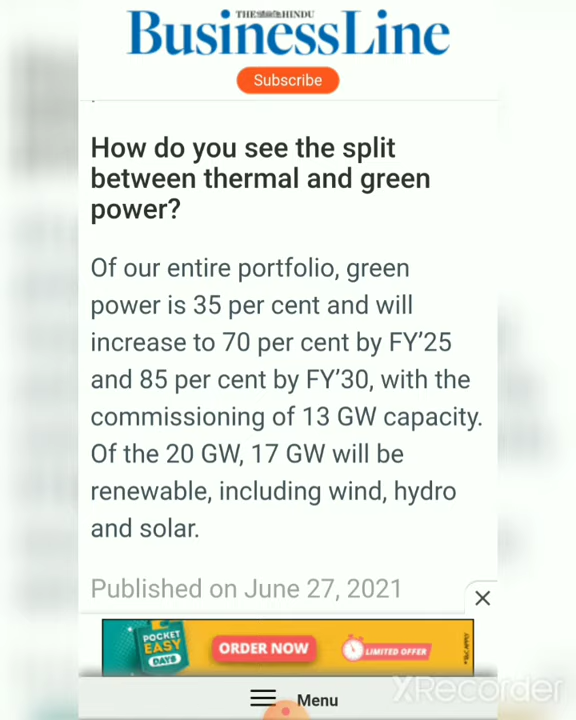 THE HINDU
BusinessLine
Subscribe
How do you see the split
between thermal and green
power?
Of our entire portfolio, green
power is 35 per cent and will
increase to 70 per cent by FY’25
and 85 per cent by FY’30, with the
commissioning of 13 GW capacity.
Of the 20 GW, 17 GW will be
renewable, including wind, hydro
and solar.
Published on June 27, 2021
POCKET
EASY
DAYS
ORDER NOW
LIMITED OFFER
*T&C APPLY
Menu
XRecorder